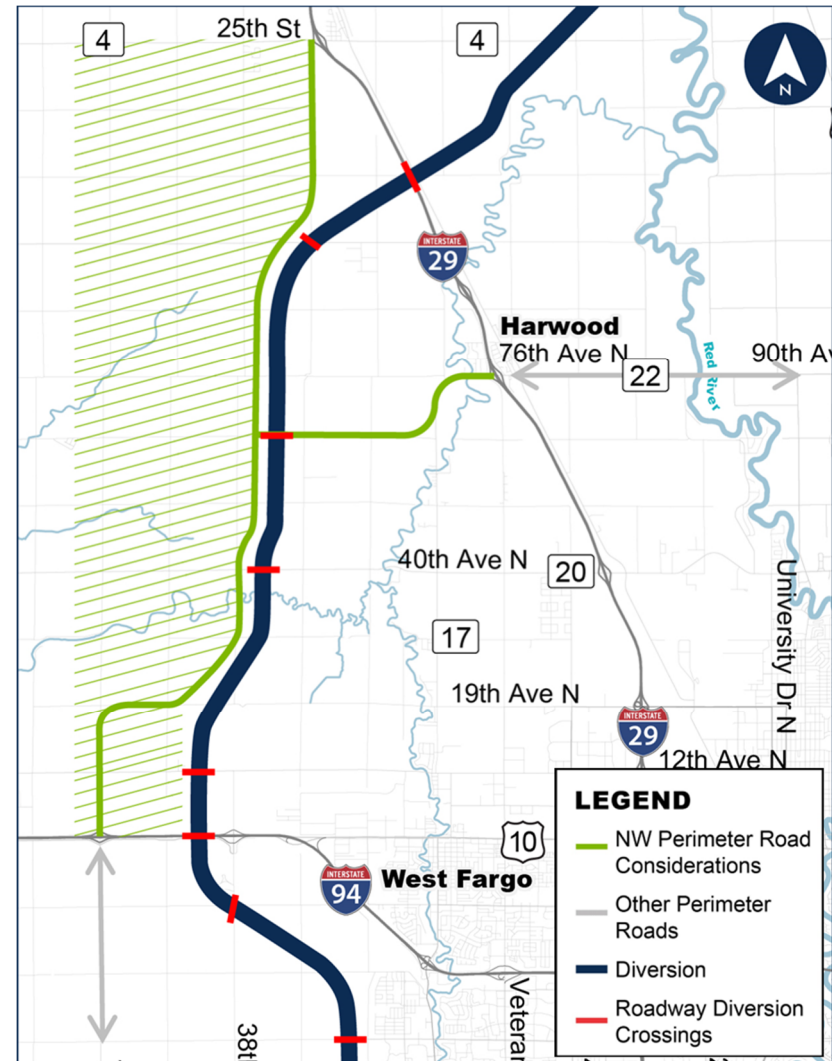 25th St
4
4
N
INTERSTATE
29
Harwood
76th Ave N
90th Av
22
Red River
40th Ave N
20
17
University Dr N
19th Ave N
INTERSTATE
29
12th Ave N
10
INTERSTATE
94
West Fargo
38t
Vetera
LEGEND
NW Perimeter Road
Considerations
Other Perimeter
Roads
Diversion
Roadway Diversion
Crossings